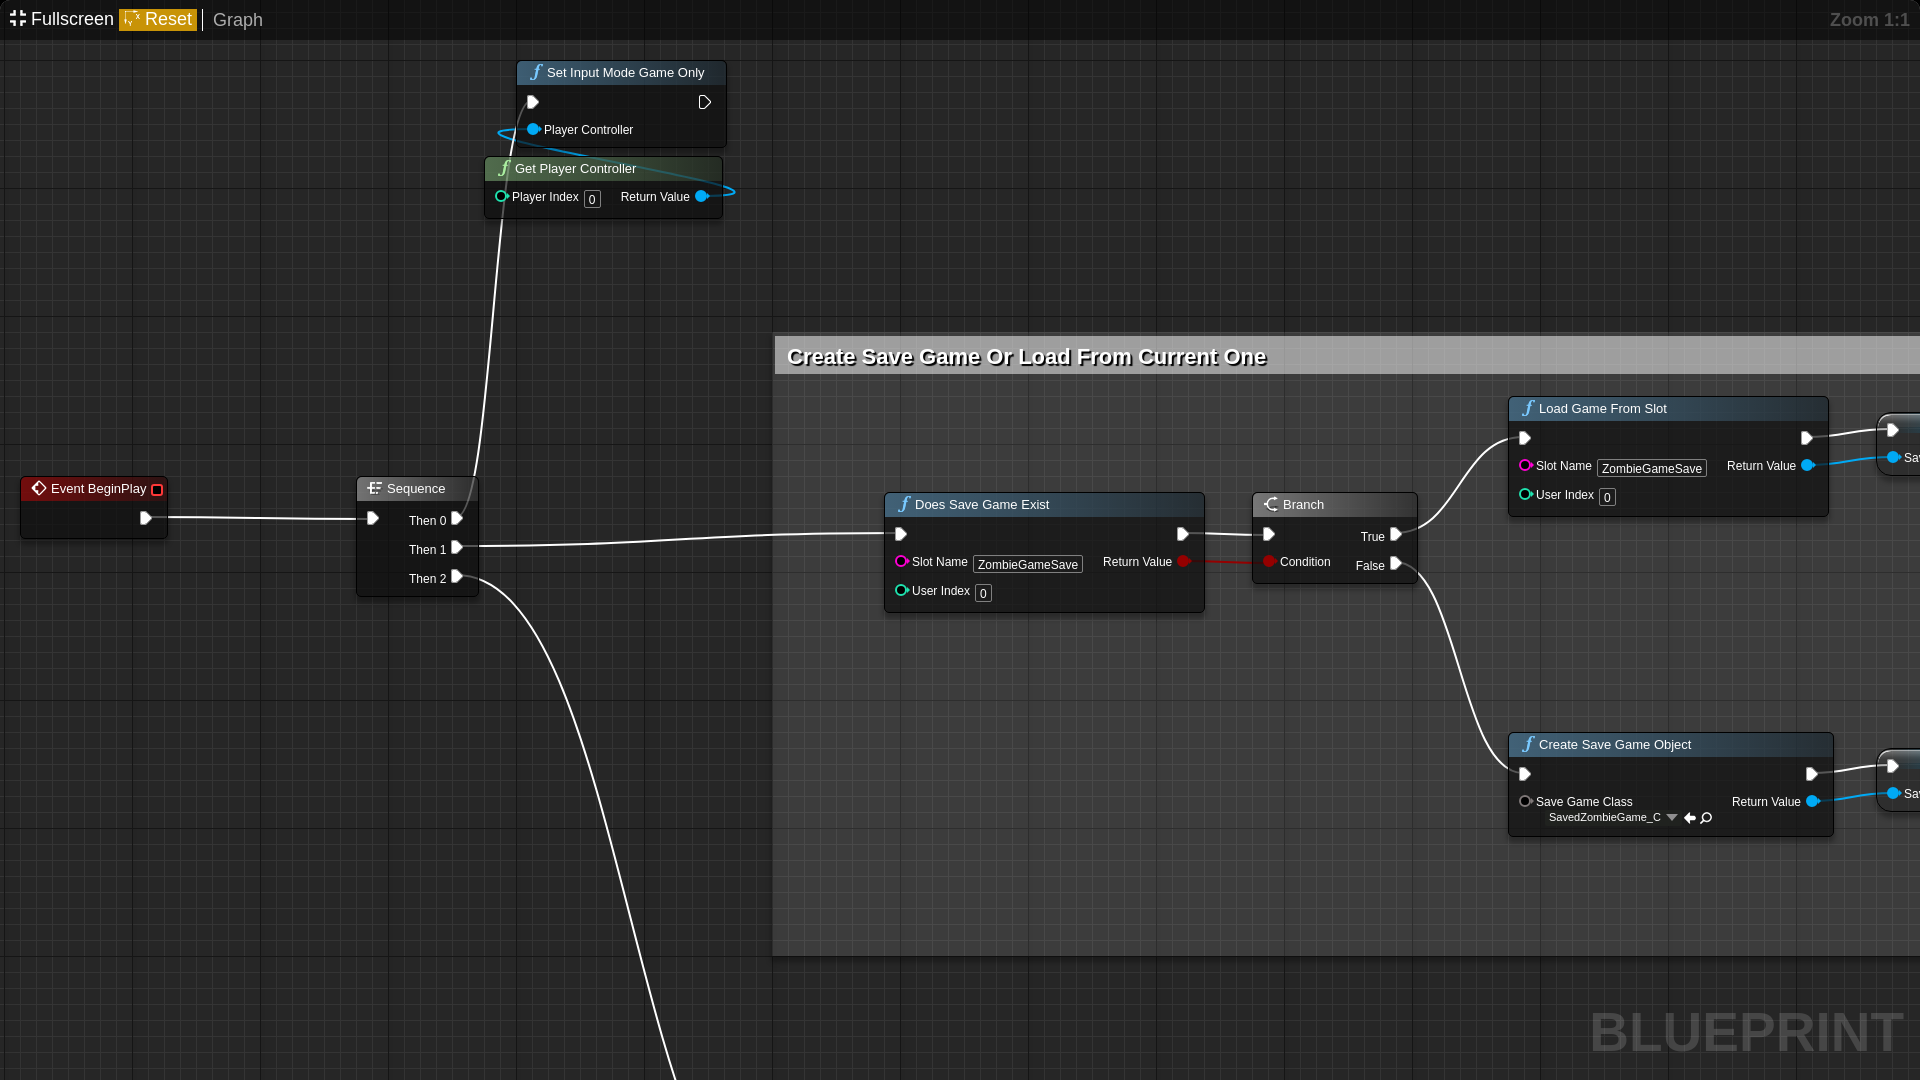 Fullscreen Reset Graph
Zoom 1:1
Set Input Mode Game Only
Player Controller
Get Player Controller
Player Index 0 Return Value
Create Save Game Or Load From Current One
Event BeginPlay
Sequence
Then 0
Then 1
Then 2
Does Save Game Exist
Slot Name ZombieGameSave Return Value
User Index 0
Branch
True
Condition
False
Load Game From Slot
Slot Name ZombieGameSave Return Value
User Index 0
Create Save Game Object
Save Game Class Return Value
SavedZombieGame_C
BLUEPRINT